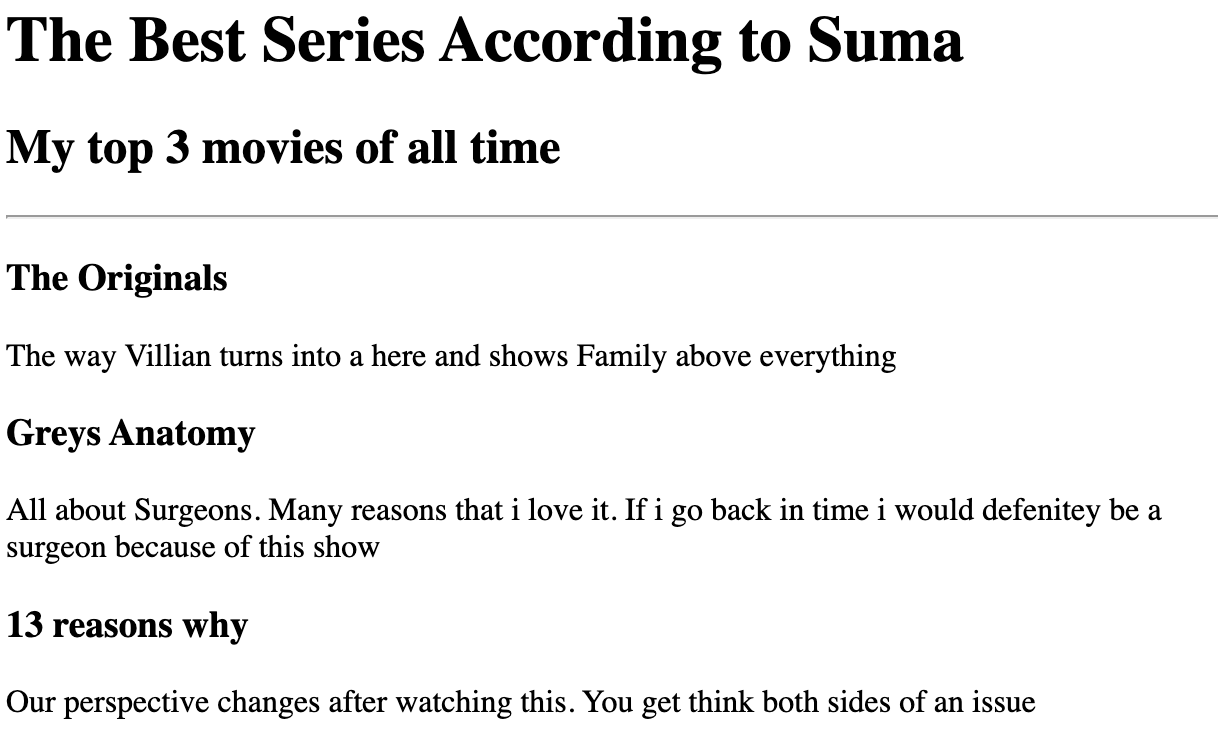 The Best Series According to Suma
My top 3 movies of all time
The Originals
The way Villian turns into a here and shows Family above everything
Greys Anatomy
All about Surgeons. Many reasons that i love it. If i go back in time i would defenitey be a
surgeon because of this show
13 reasons why
Our perspective changes after watching this. You get think both sides of an issue